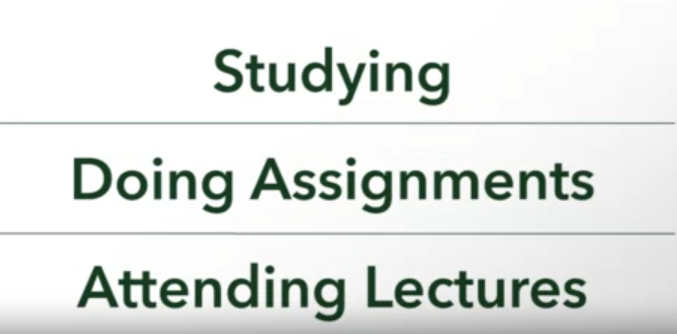 Studying
Doing Assignments
Attending Lectures